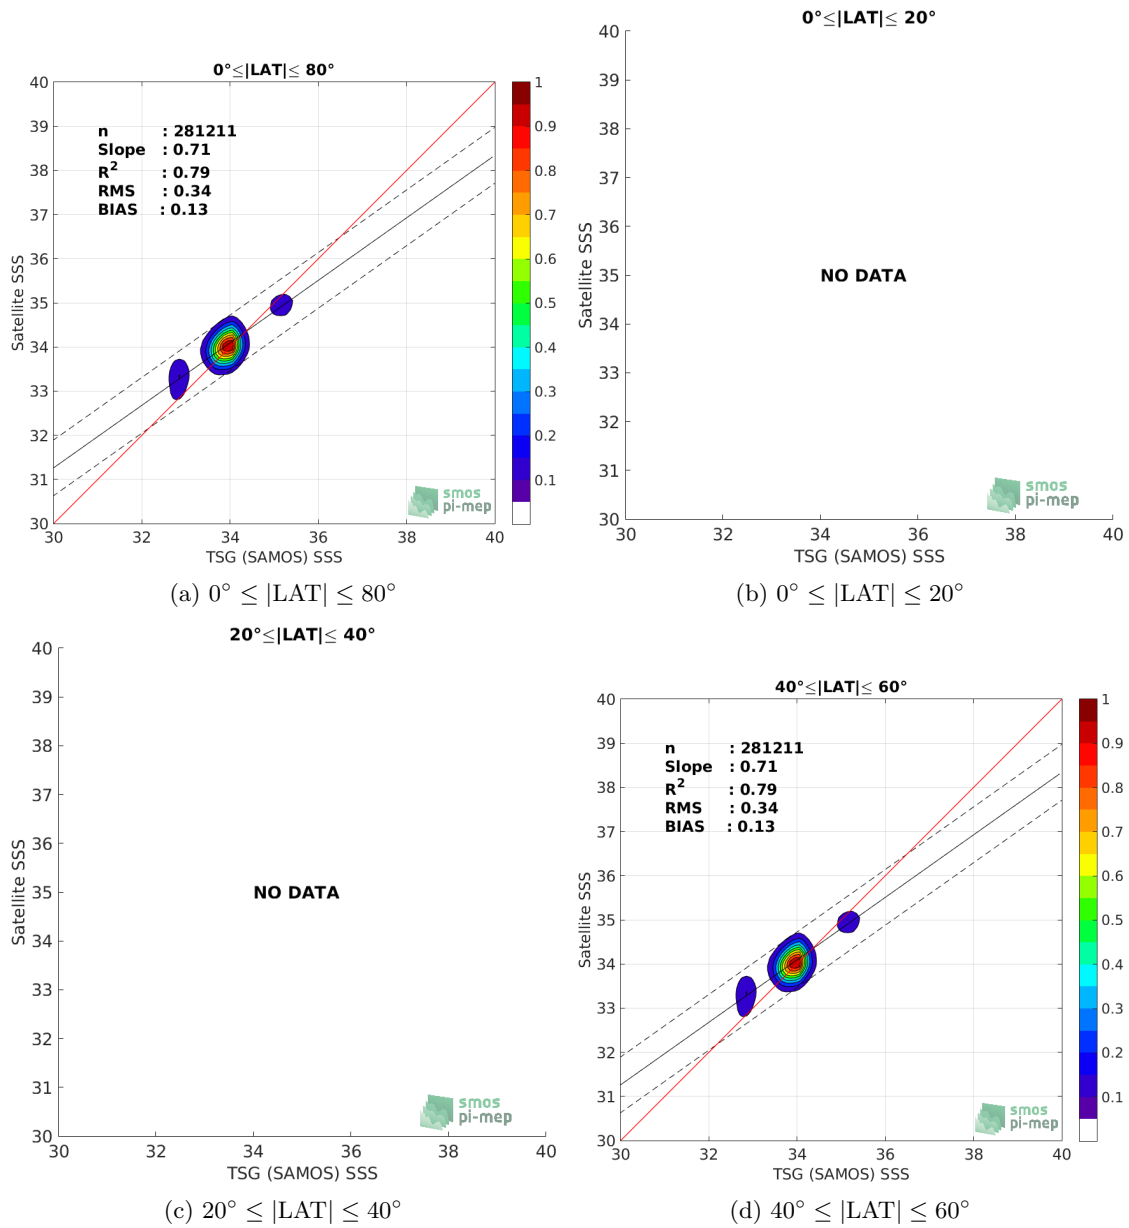 0°≤|LAT|≤ 80°
40
39
38
37
36
35
34
33
32
31
30
Satellite SSS
n : 281211
Slope : 0.71
R² : 0.79
RMS : 0.34
BIAS : 0.13
smos
pi-mep
30 32 34 36 38 40
TSG (SAMOS) SSS
1
0.9
0.8
0.7
0.6
0.5
0.4
0.3
0.2
0.1
(a) 0° ≤ |LAT| ≤ 80°
0°≤|LAT|≤ 20°
40
39
38
37
36
35
34
33
32
31
30
Satellite SSS
NO DATA
smos
pi-mep
30 32 34 36 38 40
TSG (SAMOS) SSS
(b) 0° ≤ |LAT| ≤ 20°
20°≤|LAT|≤ 40°
40
39
38
37
36
35
34
33
32
31
30
Satellite SSS
NO DATA
smos
pi-mep
30 32 34 36 38 40
TSG (SAMOS) SSS
(c) 20° ≤ |LAT| ≤ 40°
40°≤|LAT|≤ 60°
40
39
38
37
36
35
34
33
32
31
30
Satellite SSS
n : 281211
Slope : 0.71
R² : 0.79
RMS : 0.34
BIAS : 0.13
smos
pi-mep
30 32 34 36 38 40
TSG (SAMOS) SSS
1
0.9
0.8
0.7
0.6
0.5
0.4
0.3
0.2
0.1
(d) 40° ≤ |LAT| ≤ 60°